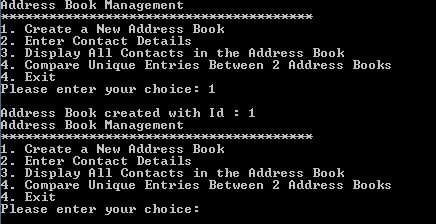 Address Book Management
***************************************
1. Create a New Address Book
2. Enter Contact Details
3. Display All Contacts in the Address Book
4. Compare Unique Entries Between 2 Address Books
4. Exit
Please enter your choice: 1
Address Book created with Id : 1
Address Book Management
***************************************
1. Create a New Address Book
2. Enter Contact Details
3. Display All Contacts in the Address Book
4. Compare Unique Entries Between 2 Address Books
4. Exit
Please enter your choice: